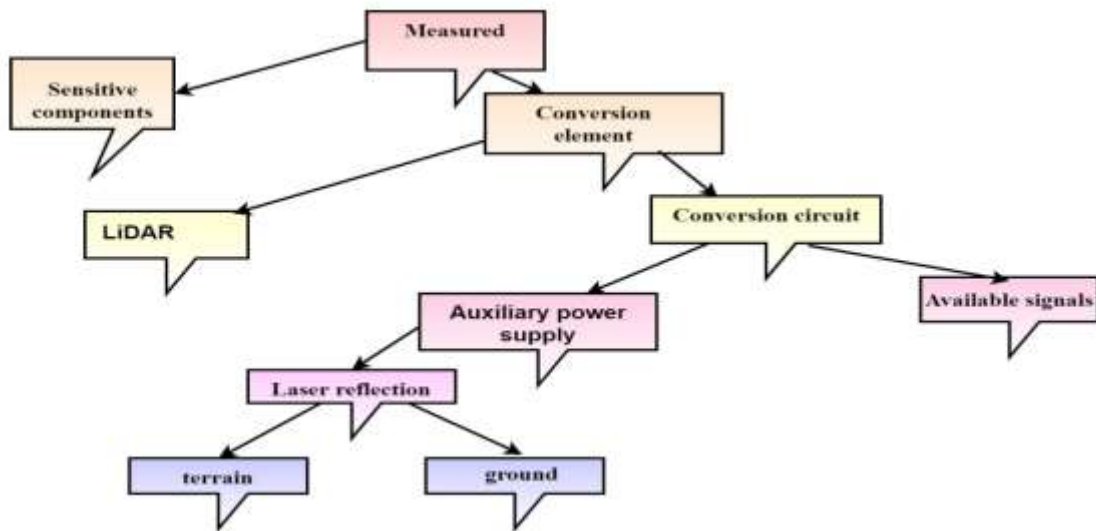 Measured
Sensitive
components
Conversion
element
LiDAR
Conversion circuit
Auxiliary power
supply
Available signals
Laser reflection
terrain
ground